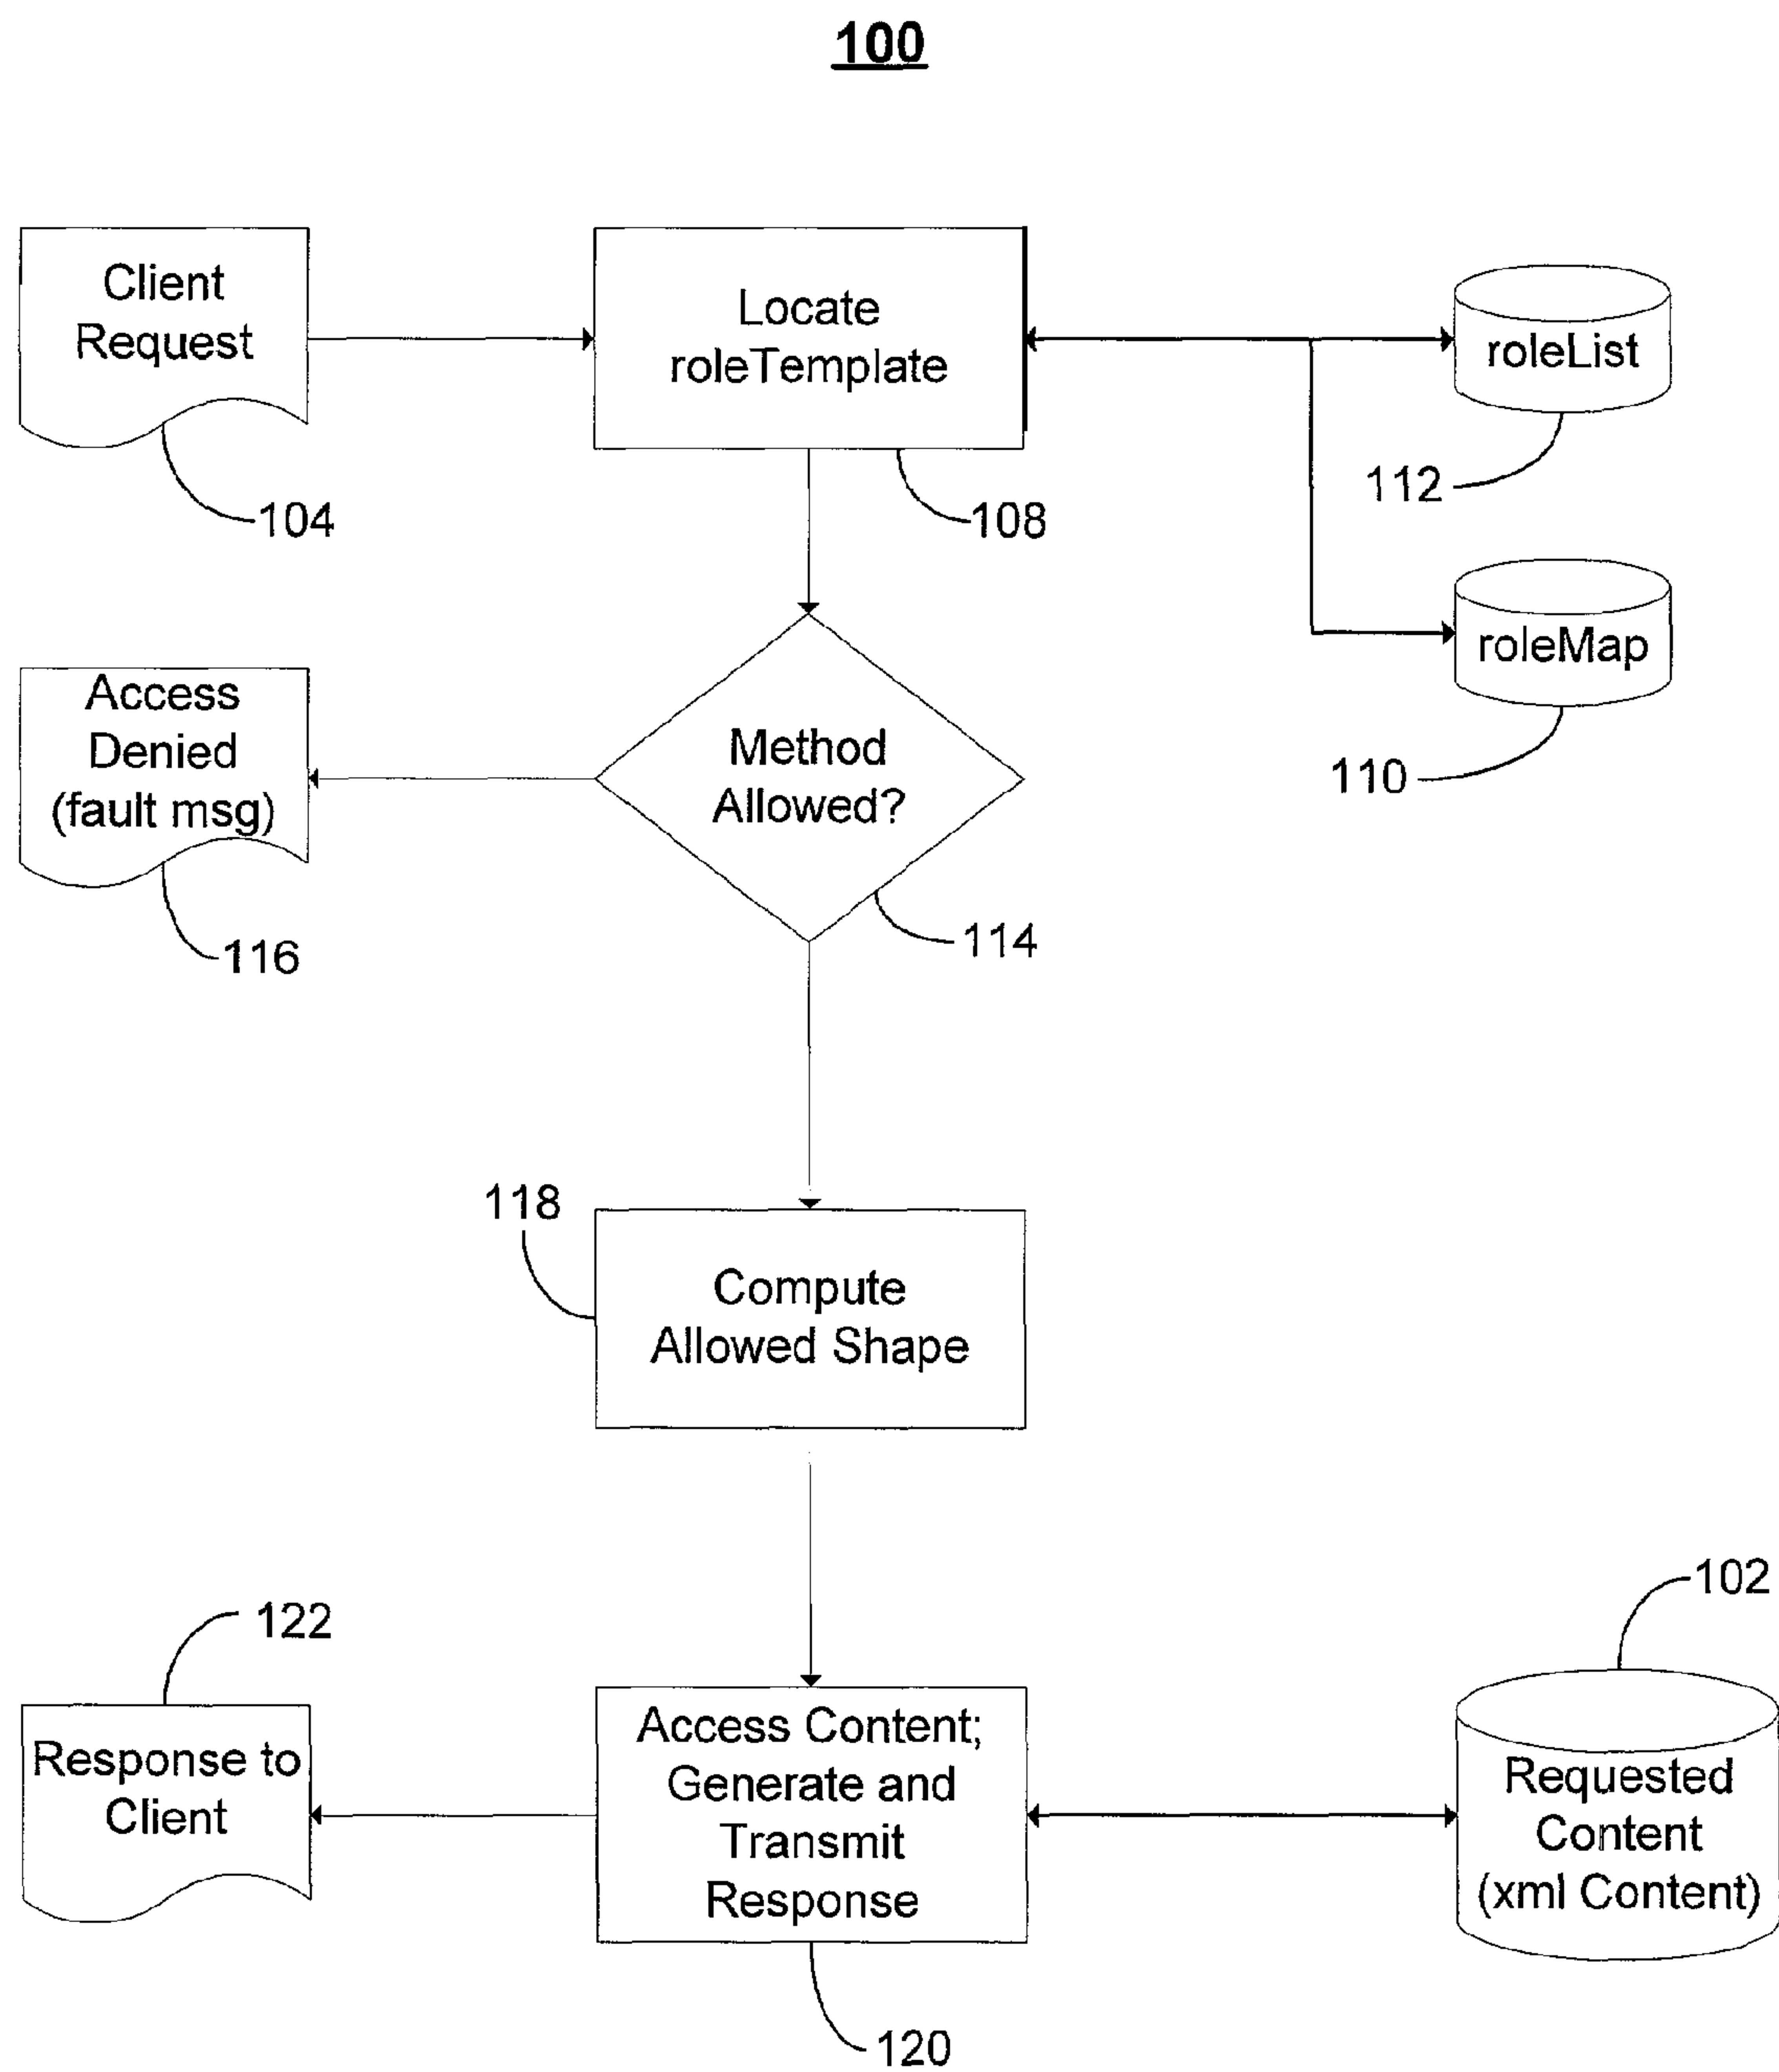 100
Client
Request
104
Locate
roleTemplate
108
roleList
112
roleMap
110
Access
Denied
(fault msg)
116
Method
Allowed?
114
118
Compute
Allowed Shape
122
Response to
Client
Access Content;
Generate and
Transmit
Response
120
102
Requested
Content
(xml Content)